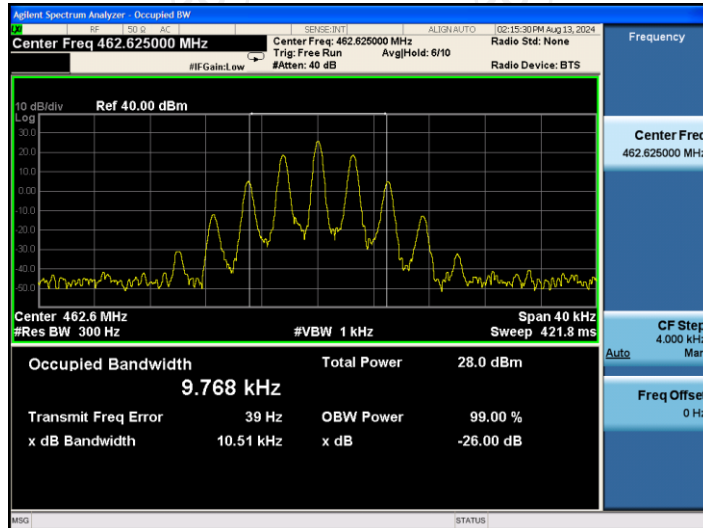 Agilent Spectrum Analyzer - Occupied BW
RF 50 Ω AC SENSE:INT ALIGN AUTO 02:15:30 PM Aug 13, 2024
Center Freq 462.625000 MHz
Center Freq: 462.625000 MHz
Radio Std: None
Trig: Free Run Avg|Hold: 6/10
#IFGain:Low #Atten: 40 dB Radio Device: BTS
10 dB/div Ref 40.00 dBm
Log
30.0
20.0
10.0
0.00
-10.0
-20.0
-30.0
-40.0
-50.0
Center 462.6 MHz Span 40 kHz
#Res BW 300 Hz #VBW 1 kHz Sweep 421.8 ms
Occupied Bandwidth Total Power 28.0 dBm
9.768 kHz
Transmit Freq Error 39 Hz OBW Power 99.00 %
x dB Bandwidth 10.51 kHz x dB -26.00 dB
MSG STATUS
Frequency
Center Freq
462.625000 MHz
CF Step
4.000 kHz
Auto Man
Freq Offset
0 Hz